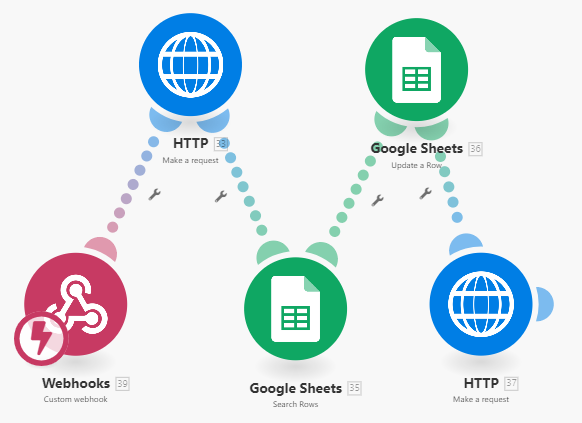 HTTP 33
Make a request
Google Sheets 36
Update a Row
Webhooks 39
Custom webhook
Google Sheets 35
Search Rows
HTTP 37
Make a request